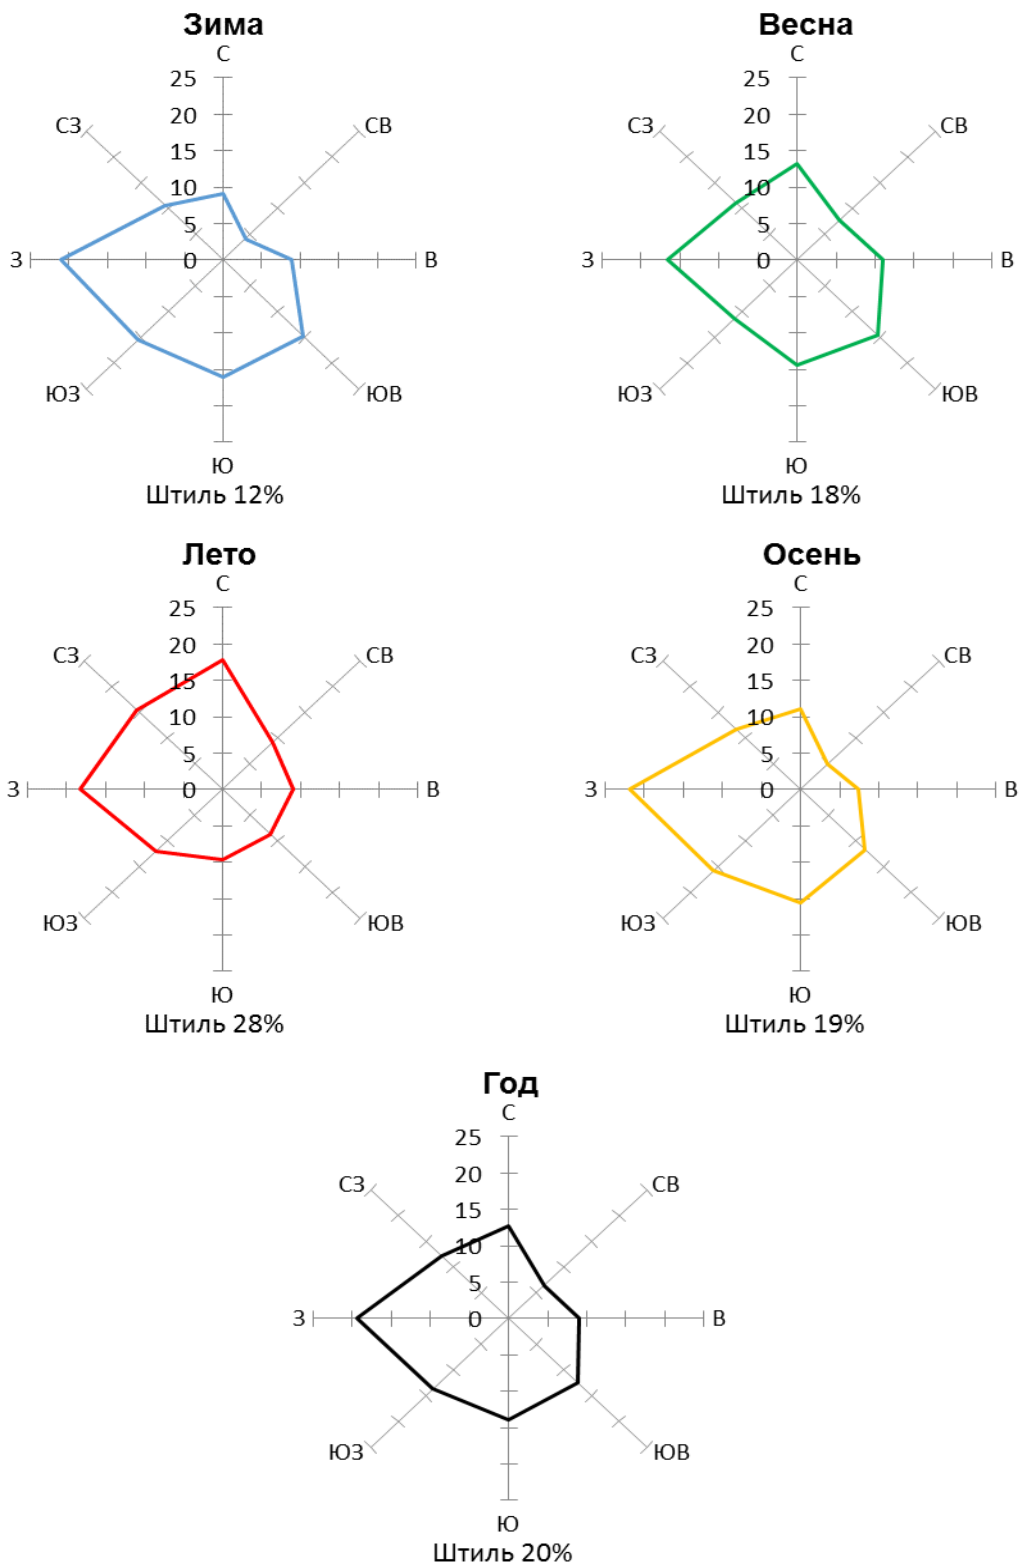 Зима
С
25
20
15
10
5
0
СЗ
СВ
З
В
ЮЗ
ЮВ
Ю
Штиль 12%
Весна
С
25
20
15
10
5
0
СЗ
СВ
З
В
ЮЗ
ЮВ
Ю
Штиль 18%
Лето
С
25
20
15
10
5
0
СЗ
СВ
З
В
ЮЗ
ЮВ
Ю
Штиль 28%
Осень
С
25
20
15
10
5
0
СЗ
СВ
З
В
ЮЗ
ЮВ
Ю
Штиль 19%
Год
С
25
20
15
10
5
0
СЗ
СВ
З
В
ЮЗ
ЮВ
Ю
Штиль 20%